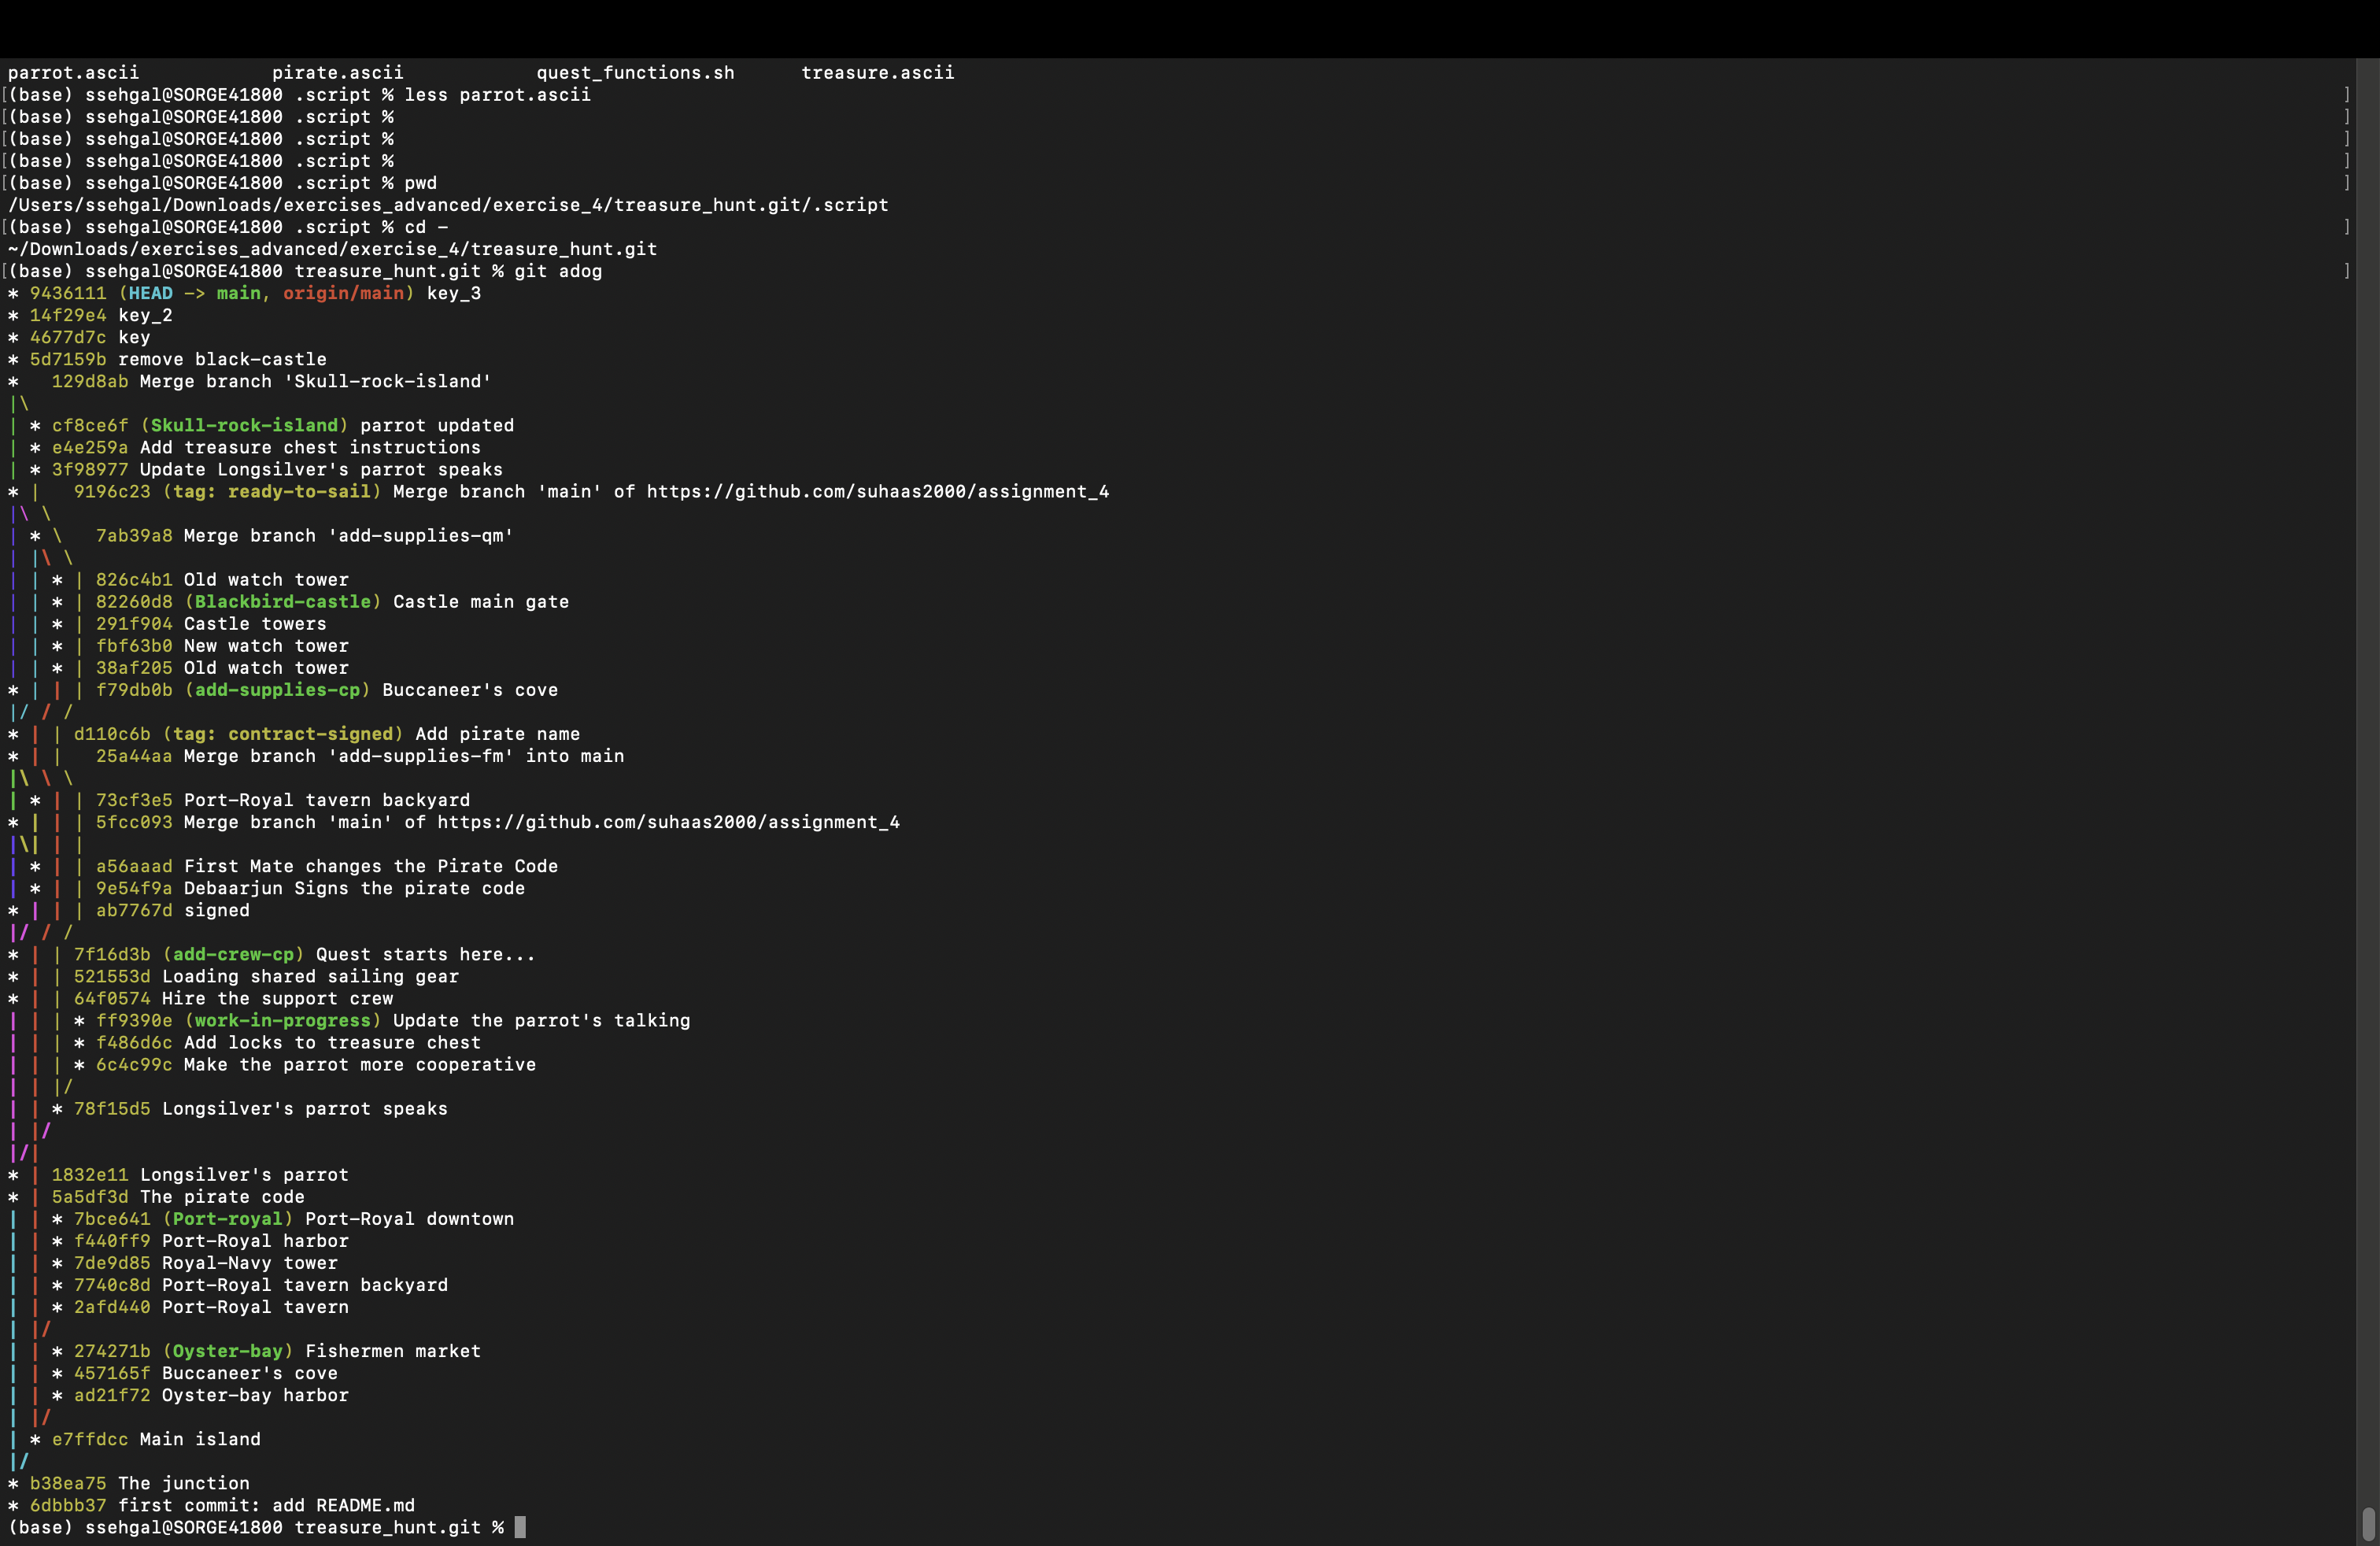 parrot.ascii            pirate.ascii            quest_functions.sh      treasure.ascii
[(base) ssehgal@SORGE41800 .script % less parrot.ascii ]
[(base) ssehgal@SORGE41800 .script % ]
[(base) ssehgal@SORGE41800 .script % ]
[(base) ssehgal@SORGE41800 .script % ]
[(base) ssehgal@SORGE41800 .script % pwd ]
/Users/ssehgal/Downloads/exercises_advanced/exercise_4/treasure_hunt.git/.script
[(base) ssehgal@SORGE41800 .script % cd - ]
~/Downloads/exercises_advanced/exercise_4/treasure_hunt.git
[(base) ssehgal@SORGE41800 treasure_hunt.git % git adog ]
* 9436111 (HEAD -> main, origin/main) key_3
* 14f29e4 key_2
* 4677d7c key
* 5d7159b remove black-castle
*   129d8ab Merge branch 'Skull-rock-island'
|\
| * cf8ce6f (Skull-rock-island) parrot updated
| * e4e259a Add treasure chest instructions
| * 3f98977 Update Longsilver's parrot speaks
* |   9196c23 (tag: ready-to-sail) Merge branch 'main' of https://github.com/suhaas2000/assignment_4
|\ \
| * \   7ab39a8 Merge branch 'add-supplies-qm'
| |\ \
| | * | 826c4b1 Old watch tower
| | * | 82260d8 (Blackbird-castle) Castle main gate
| | * | 291f904 Castle towers
| | * | fbf63b0 New watch tower
| | * | 38af205 Old watch tower
* | | | f79db0b (add-supplies-cp) Buccaneer's cove
|/ / /
* | | d110c6b (tag: contract-signed) Add pirate name
* | |   25a44aa Merge branch 'add-supplies-fm' into main
|\ \ \
| * | | 73cf3e5 Port-Royal tavern backyard
* | | | 5fcc093 Merge branch 'main' of https://github.com/suhaas2000/assignment_4
|\| | |
| * | | a56aaad First Mate changes the Pirate Code
| * | | 9e54f9a Debaarjun Signs the pirate code
* | | | ab7767d signed
|/ / /
* | | 7f16d3b (add-crew-cp) Quest starts here...
* | | 521553d Loading shared sailing gear
* | | 64f0574 Hire the support crew
| | | * ff9390e (work-in-progress) Update the parrot's talking
| | | * f486d6c Add locks to treasure chest
| | | * 6c4c99c Make the parrot more cooperative
| | |/
| | * 78f15d5 Longsilver's parrot speaks
| |/
|/|
* | 1832e11 Longsilver's parrot
* | 5a5df3d The pirate code
| | * 7bce641 (Port-royal) Port-Royal downtown
| | * f440ff9 Port-Royal harbor
| | * 7de9d85 Royal-Navy tower
| | * 7740c8d Port-Royal tavern backyard
| | * 2afd440 Port-Royal tavern
| |/
| | * 274271b (Oyster-bay) Fishermen market
| | * 457165f Buccaneer's cove
| | * ad21f72 Oyster-bay harbor
| |/
| * e7ffdcc Main island
|/
* b38ea75 The junction
* 6dbbb37 first commit: add README.md
(base) ssehgal@SORGE41800 treasure_hunt.git %